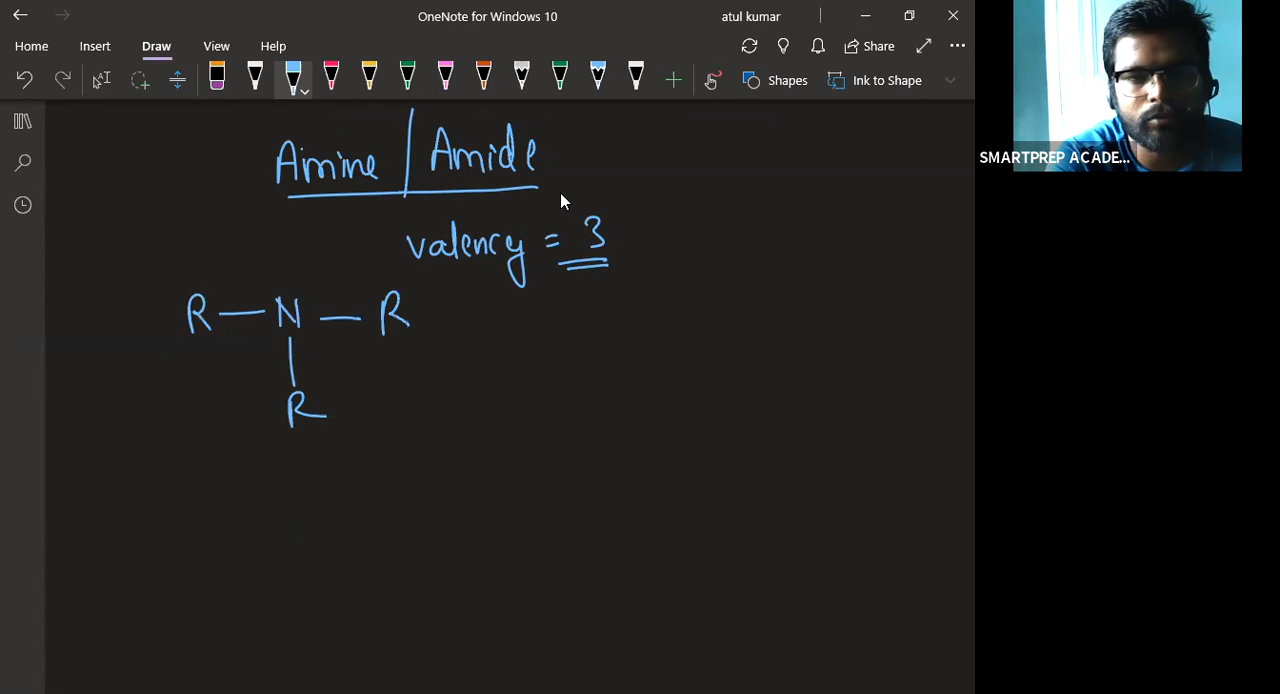 OneNote for Windows 10
atul kumar
Home Insert Draw View Help
Share
Shapes
Ink to Shape
SMARTPREP ACADE...
Amine | Amide
valency = 3
R — N — R
|
R